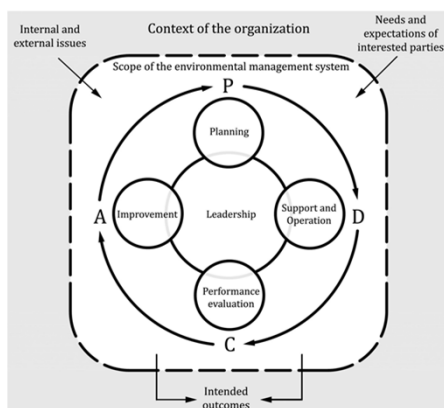 Context of the organization
Internal and
external issues
Needs and
expectations of
interested parties
Scope of the environmental management system
P
Planning
A
Improvement
Leadership
Support and
Operation
D
Performance
evaluation
C
Intended
outcomes